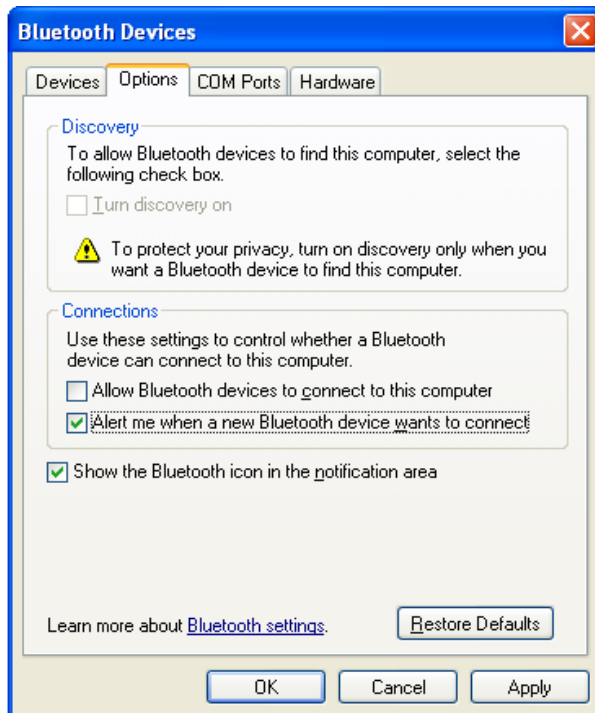 Bluetooth Devices
Devices Options COM Ports Hardware
Discovery
To allow Bluetooth devices to find this computer, select the
following check box.
Turn discovery on
To protect your privacy, turn on discovery only when you
want a Bluetooth device to find this computer.
Connections
Use these settings to control whether a Bluetooth
device can connect to this computer.
Allow Bluetooth devices to connect to this computer
Alert me when a new Bluetooth device wants to connect
Show the Bluetooth icon in the notification area
Learn more about Bluetooth settings.
Restore Defaults
OK Cancel Apply